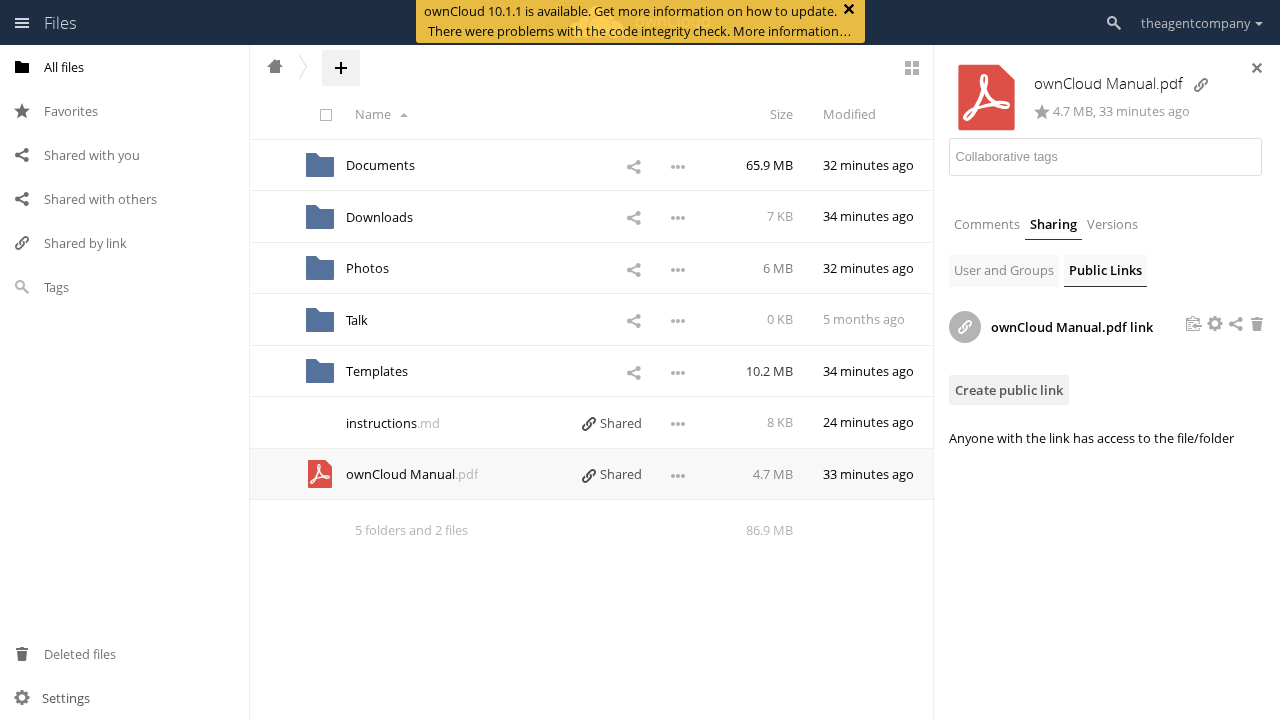 Files
ownCloud 10.1.1 is available. Get more information on how to update.
There were problems with the code integrity check. More information…
theagentcompany
All files
Favorites
Shared with you
Shared with others
Shared by link
Tags
Deleted files
Settings
Name
Size
Modified
Documents
65.9 MB
32 minutes ago
Downloads
7 KB
34 minutes ago
Photos
6 MB
32 minutes ago
Talk
0 KB
5 months ago
Templates
10.2 MB
34 minutes ago
instructions.md
Shared
8 KB
24 minutes ago
ownCloud Manual.pdf
Shared
4.7 MB
33 minutes ago
5 folders and 2 files
86.9 MB
ownCloud Manual.pdf
4.7 MB, 33 minutes ago
Collaborative tags
Comments
Sharing
Versions
User and Groups
Public Links
ownCloud Manual.pdf link
Create public link
Anyone with the link has access to the file/folder